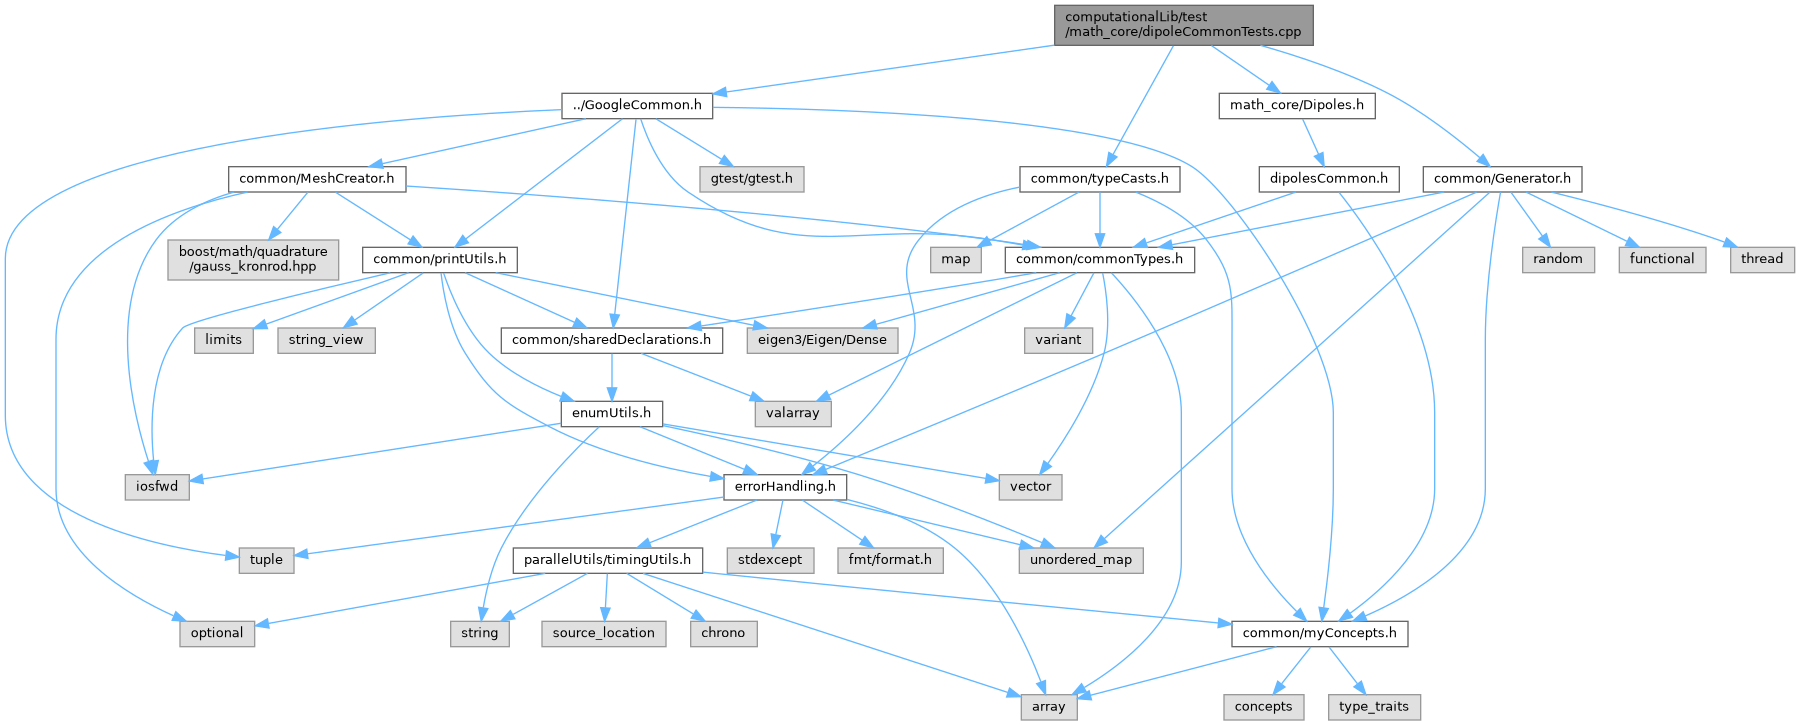 computationalLib/test
/math_core/dipoleCommonTests.cpp
../GoogleCommon.h
math_core/Dipoles.h
common/MeshCreator.h
gtest/gtest.h
common/typeCasts.h
dipolesCommon.h
common/Generator.h
boost/math/quadrature
/gauss_kronrod.hpp
common/printUtils.h
map
common/commonTypes.h
random
functional
thread
limits
string_view
common/sharedDeclarations.h
eigen3/Eigen/Dense
variant
enumUtils.h
valarray
iosfwd
errorHandling.h
vector
tuple
parallelUtils/timingUtils.h
stdexcept
fmt/format.h
unordered_map
optional
string
source_location
chrono
common/myConcepts.h
array
concepts
type_traits